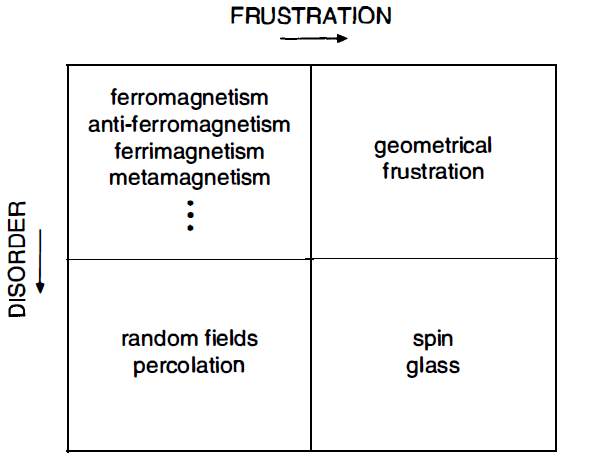 FRUSTRATION
ferromagnetism
anti-ferromagnetism
ferrimagnetism
metamagnetism
geometrical
frustration
DISORDER
random fields
percolation
spin
glass